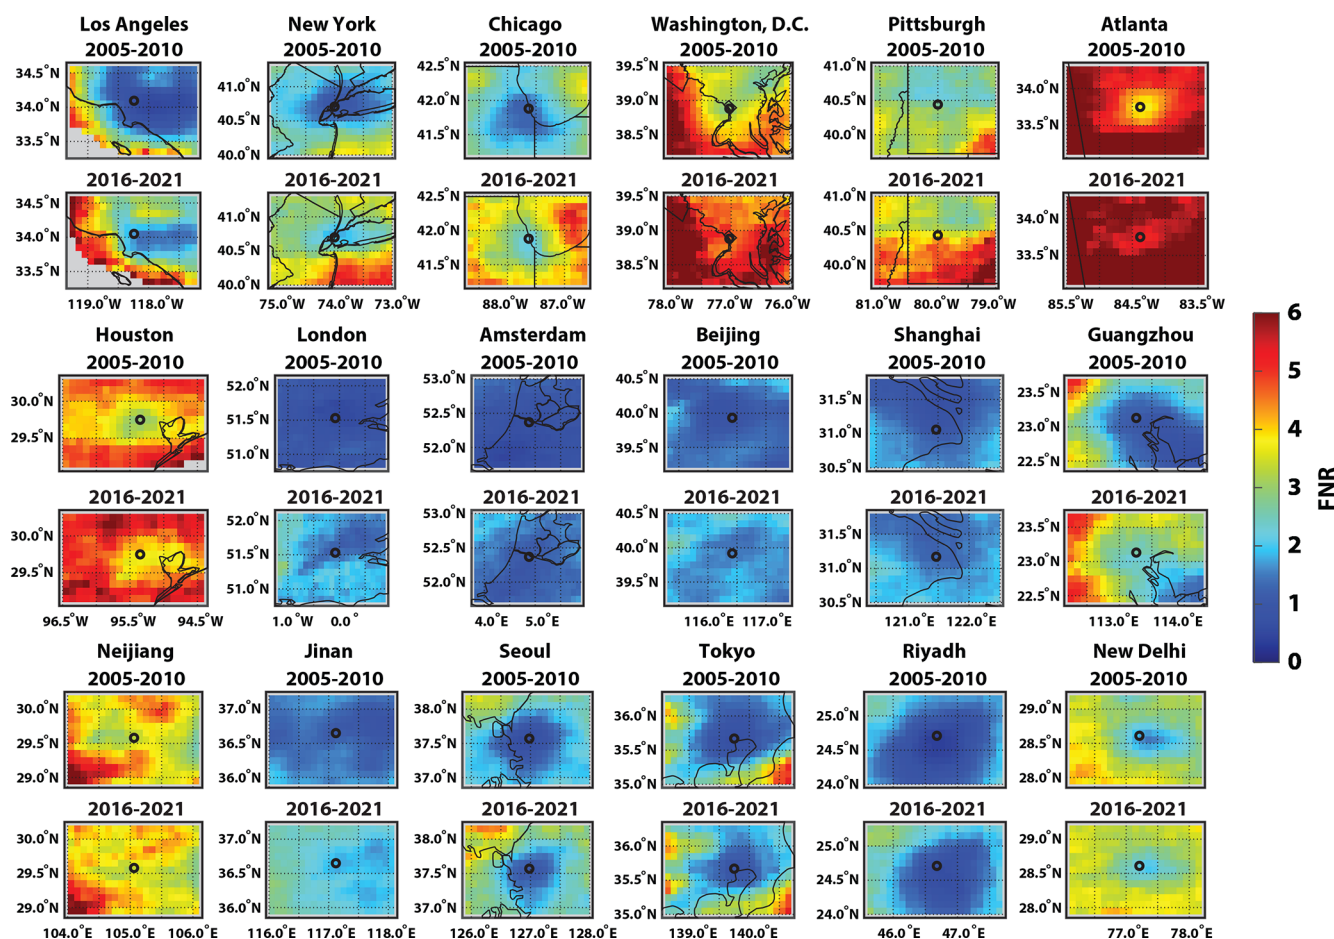 Los Angeles New York Chicago Washington, D.C. Pittsburgh Atlanta
2005-2010 2005-2010 2005-2010 2005-2010 2005-2010 2005-2010
34.5°N 41.0°N 42.5°N 39.5°N 41.0°N 34.0°N
34.0°N 40.5°N 42.0°N 39.0°N 40.5°N 33.5°N
33.5°N 40.0°N 41.5°N 38.5°N 40.0°N
2016-2021 2016-2021 2016-2021 2016-2021 2016-2021 2016-2021
34.5°N 41.0°N 42.5°N 39.5°N 41.0°N 34.0°N
34.0°N 40.5°N 42.0°N 39.0°N 40.5°N 33.5°N
33.5°N 40.0°N 41.5°N 38.5°N 40.0°N
119.0°W 118.0°W 75.0°W 74.0°W 73.0°W 88.0°W 87.0°W 78.0°W 77.0°W 76.0°W 81.0°W 80.0°W 79.0°W 85.5°W 84.5°W 83.5°W
Houston London Amsterdam Beijing Shanghai Guangzhou
2005-2010 2005-2010 2005-2010 2005-2010 2005-2010 2005-2010
30.0°N 52.0°N 53.0°N 40.5°N 31.5°N 23.5°N
29.5°N 51.5°N 52.5°N 40.0°N 31.0°N 23.0°N
51.0°N 52.0°N 39.5°N 30.5°N 22.5°N
2016-2021 2016-2021 2016-2021 2016-2021 2016-2021 2016-2021
30.0°N 52.0°N 53.0°N 40.5°N 31.5°N 23.5°N
29.5°N 51.5°N 52.5°N 40.0°N 31.0°N 23.0°N
51.0°N 52.0°N 39.5°N 30.5°N 22.5°N
96.5°W 95.5°W 94.5°W 1.0°E 0.0° 4.0°E 5.0°E 116.0°E 117.0°E 121.0°E 122.0°E 113.0°E 114.0°E
Neijiang Jinan Seoul Tokyo Riyadh New Delhi
2005-2010 2005-2010 2005-2010 2005-2010 2005-2010 2005-2010
30.0°N 37.0°N 38.0°N 36.0°N 25.0°N 29.0°N
29.5°N 36.5°N 37.5°N 35.5°N 24.5°N 28.5°N
29.0°N 36.0°N 37.0°N 35.0°N 24.0°N 28.0°N
2016-2021 2016-2021 2016-2021 2016-2021 2016-2021 2016-2021
30.0°N 37.0°N 38.0°N 36.0°N 25.0°N 29.0°N
29.5°N 36.5°N 37.5°N 35.5°N 24.5°N 28.5°N
29.0°N 36.0°N 37.0°N 35.0°N 24.0°N 28.0°N
104.0°E 105.0°E 106.0°E 116.0°E 117.0°E 118.0°E 126.0°E 127.0°E 128.0°E 139.0°E 140.0°E 46.0°E 47.0°E 77.0°E 78.0°E
6
5
4
3
2
1
0
FNR